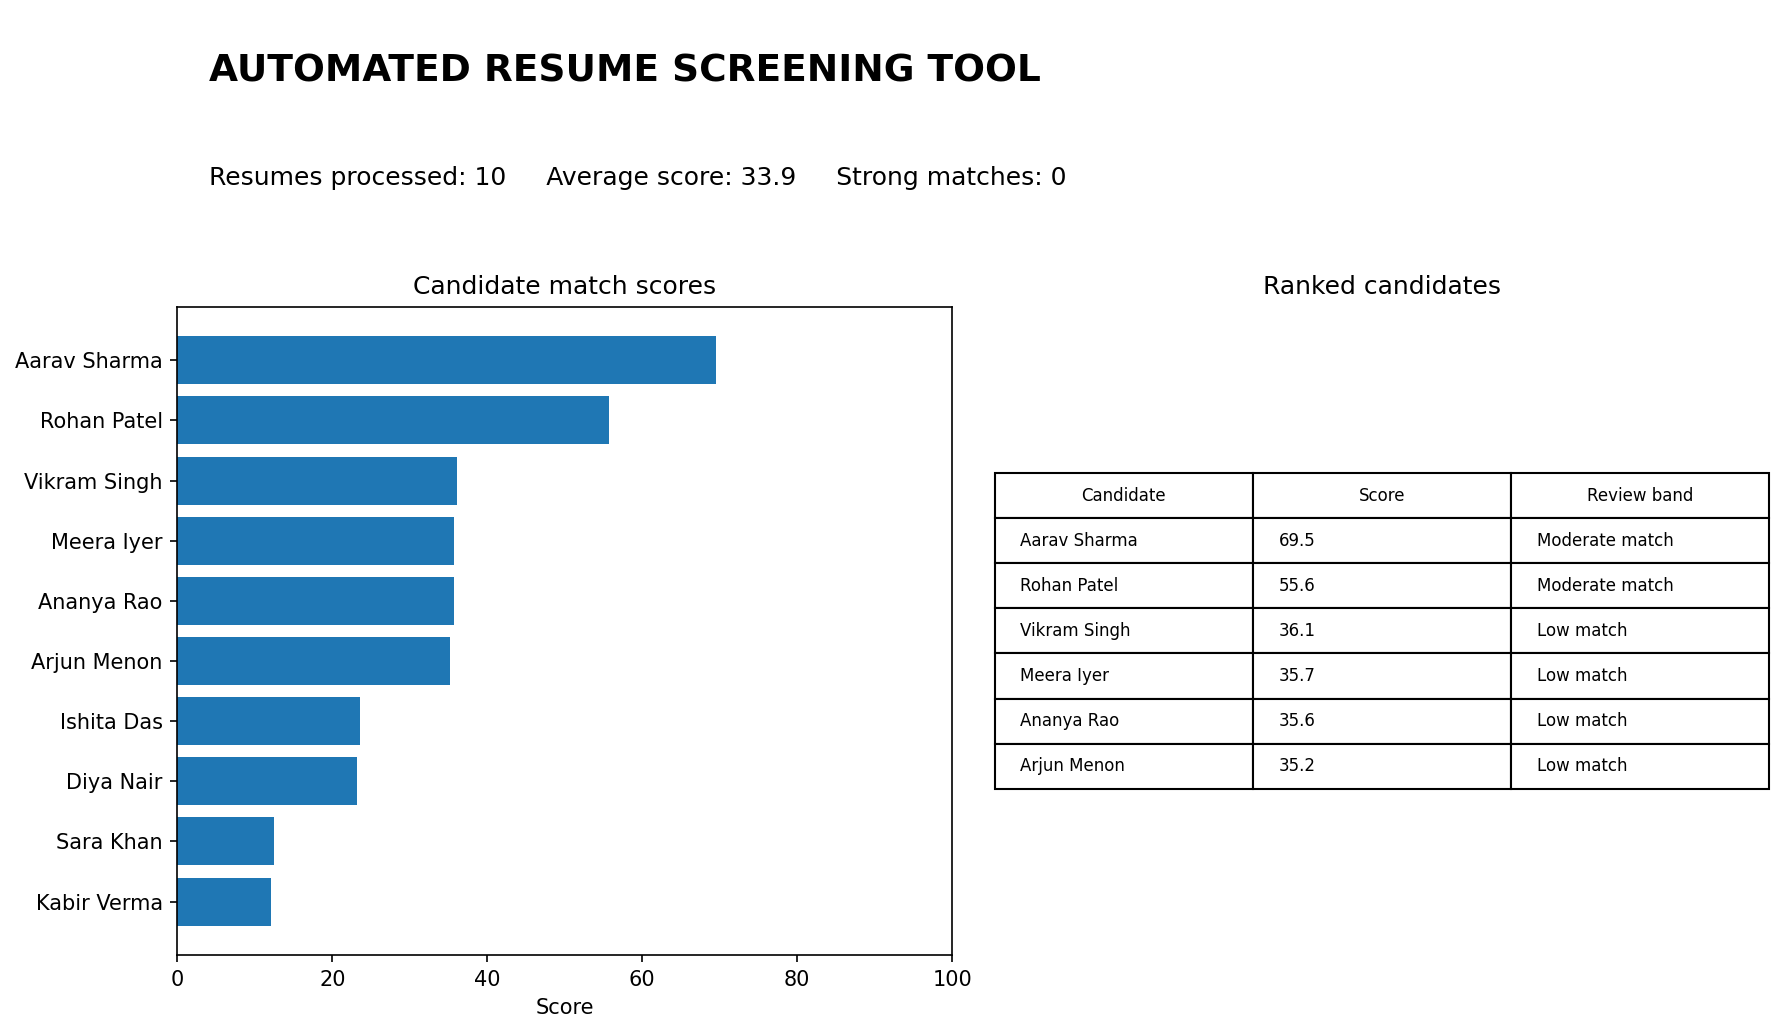 AUTOMATED RESUME SCREENING TOOL
Resumes processed: 10 Average score: 33.9 Strong matches: 0
Candidate match scores
Aarav Sharma
Rohan Patel
Vikram Singh
Meera Iyer
Ananya Rao
Arjun Menon
Ishita Das
Diya Nair
Sara Khan
Kabir Verma
0 20 40 60 80 100
Score
Ranked candidates
Candidate Score Review band
Aarav Sharma 69.5 Moderate match
Rohan Patel 55.6 Moderate match
Vikram Singh 36.1 Low match
Meera Iyer 35.7 Low match
Ananya Rao 35.6 Low match
Arjun Menon 35.2 Low match